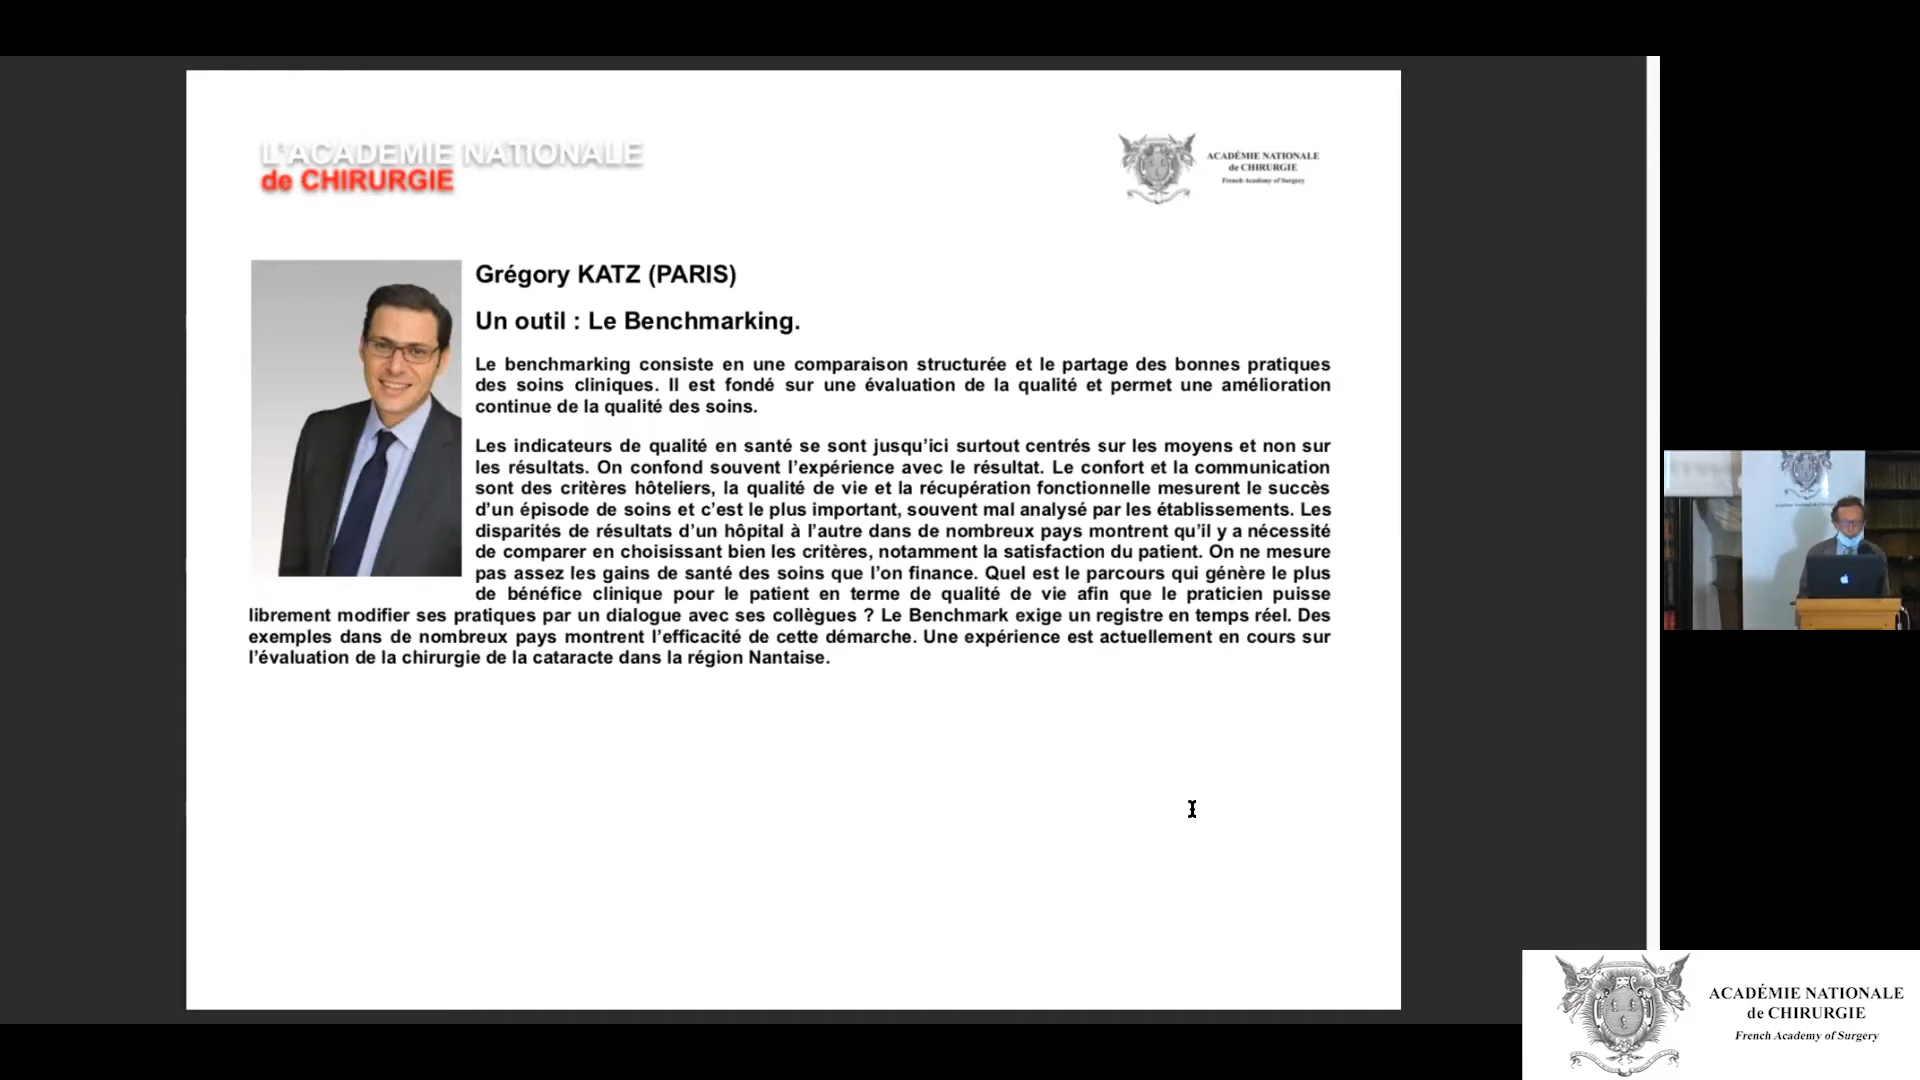 L'ACADEMIE NATIONALE
de CHIRURGIE
ACADÉMIE NATIONALE
de CHIRURGIE
French Academy of Surgery
Grégory KATZ (PARIS)
Un outil : Le Benchmarking.
Le benchmarking consiste en une comparaison structurée et le partage des bonnes pratiques
des soins cliniques. Il est fondé sur une évaluation de la qualité et permet une amélioration
continue de la qualité des soins.
Les indicateurs de qualité en santé se sont jusqu'ici surtout centrés sur les moyens et non sur
les résultats. On confond souvent l'expérience avec le résultat. Le confort et la communication
sont des critères hôteliers, la qualité de vie et la récupération fonctionnelle mesurent le succès
d'un épisode de soins et c'est le plus important, souvent mal analysé par les établissements. Les
disparités de résultats d'un hôpital à l'autre dans de nombreux pays montrent qu'il y a nécessité
de comparer en choisissant bien les critères, notamment la satisfaction du patient. On ne mesure
pas assez les gains de santé des soins que l'on finance. Quel est le parcours qui génère le plus
de bénéfice clinique pour le patient en terme de qualité de vie afin que le praticien puisse
librement modifier ses pratiques par un dialogue avec ses collègues ? Le Benchmark exige un registre en temps réel. Des
exemples dans de nombreux pays montrent l'efficacité de cette démarche. Une expérience est actuellement en cours sur
l'évaluation de la chirurgie de la cataracte dans la région Nantaise.
ACADÉMIE NATIONALE
de CHIRURGIE
French Academy of Surgery